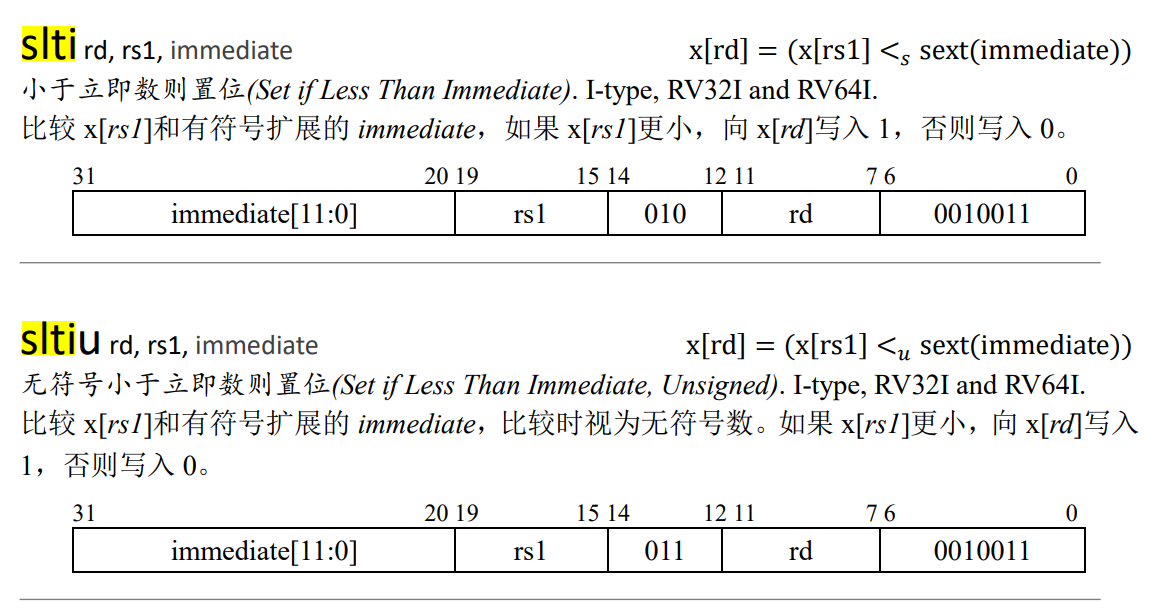 slti rd, rs1, immediate x[rd] = (x[rs1] <ₛ sext(immediate))
小于立即数则置位(Set if Less Than Immediate). I-type, RV32I and RV64I.
比较 x[rs1]和有符号扩展的 immediate，如果 x[rs1]更小，向 x[rd]写入 1，否则写入 0。
31 20 19 15 14 12 11 7 6 0
immediate[11:0] rs1 010 rd 0010011
sltiu rd, rs1, immediate x[rd] = (x[rs1] <ᵤ sext(immediate))
无符号小于立即数则置位(Set if Less Than Immediate, Unsigned). I-type, RV32I and RV64I.
比较 x[rs1]和有符号扩展的 immediate，比较时视为无符号数。如果 x[rs1]更小，向 x[rd]写入
1，否则写入 0。
31 20 19 15 14 12 11 7 6 0
immediate[11:0] rs1 011 rd 0010011